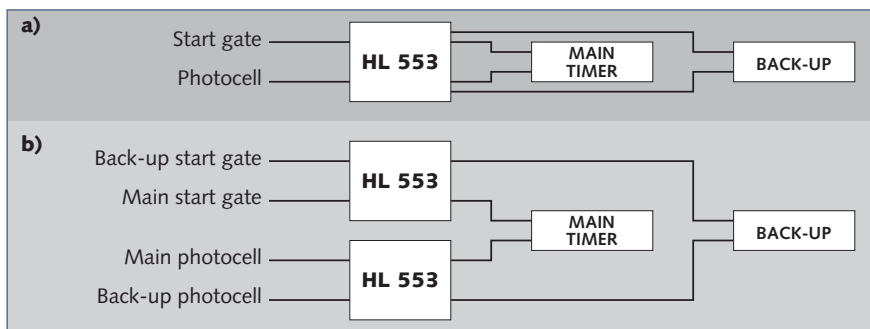 a)
Start gate
Photocell
HL 553
MAIN
TIMER
BACK-UP
b)
Back-up start gate
Main start gate
HL 553
Main photocell
Back-up photocell
HL 553
MAIN
TIMER
BACK-UP